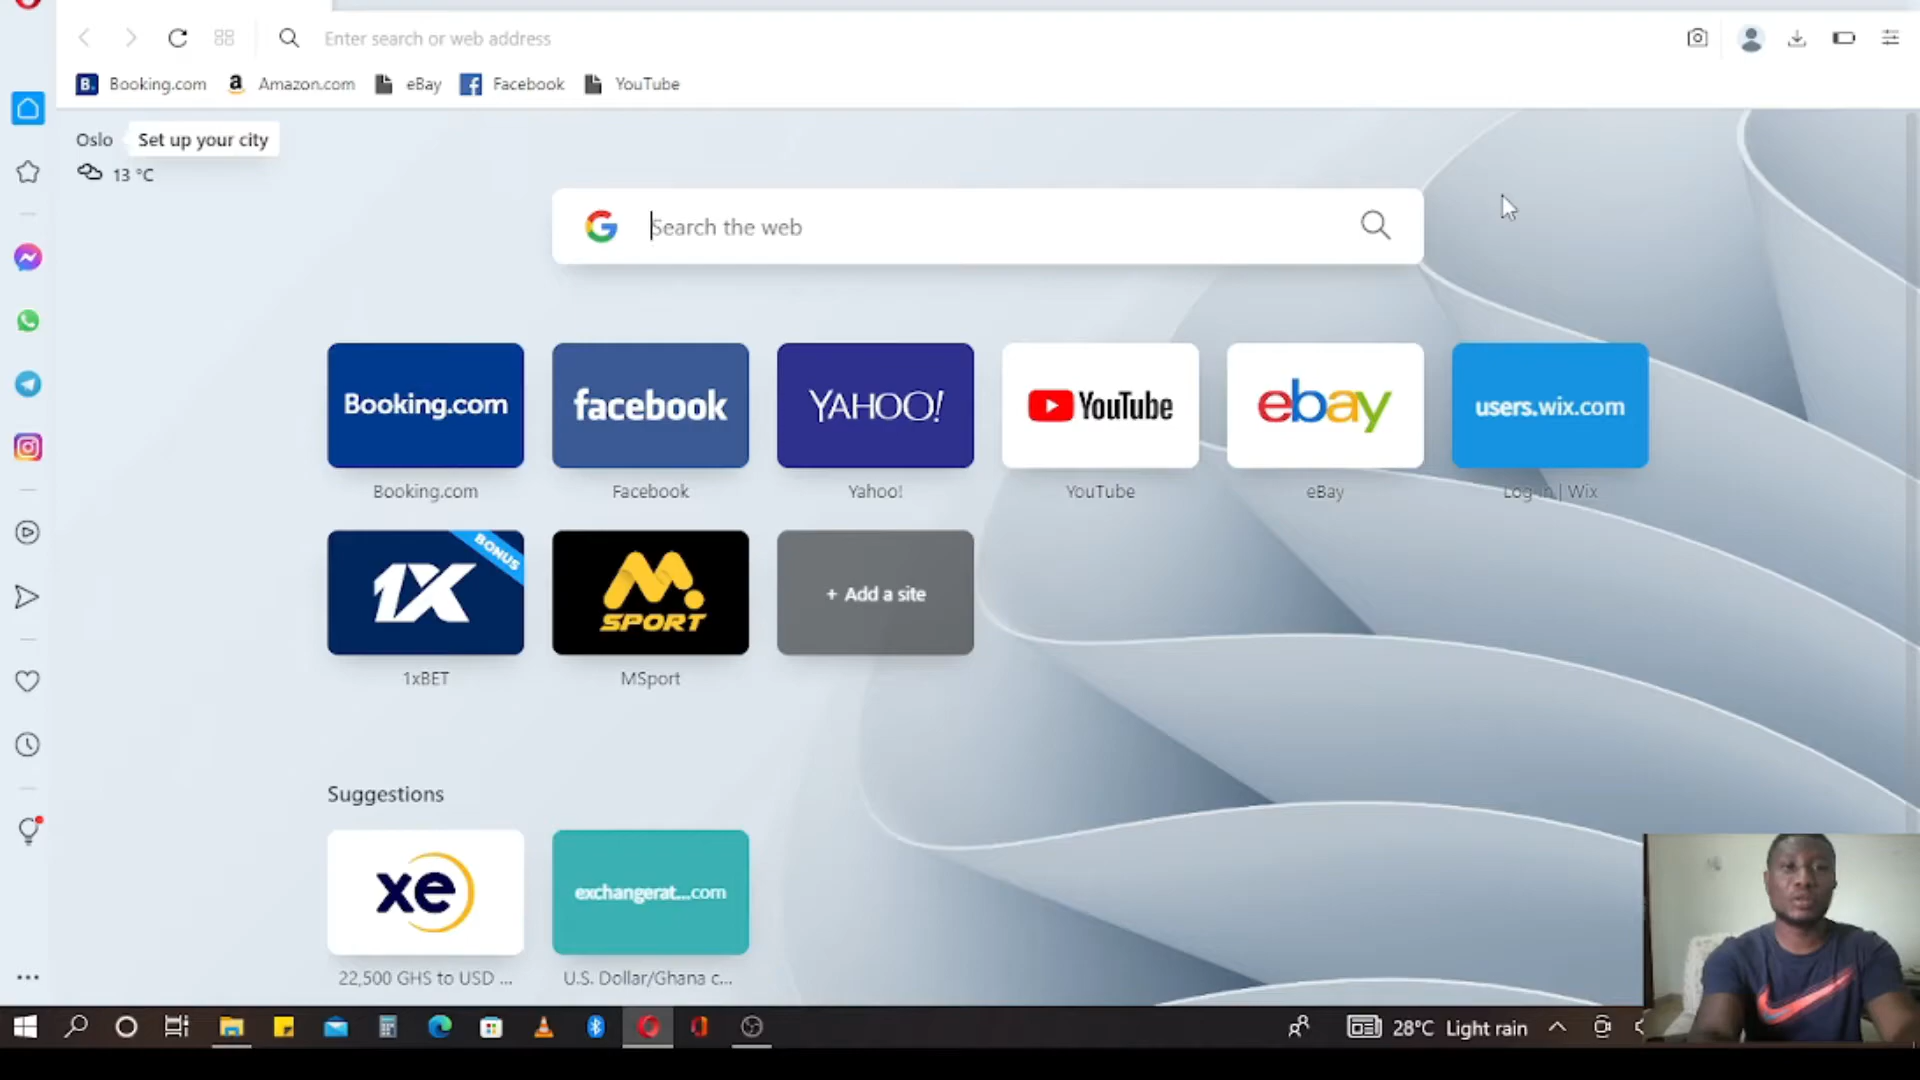 Enter search or web address
Booking.com
Amazon.com
eBay
Facebook
YouTube
Oslo
Set up your city
13 °C
Search the web
Booking.com
facebook
YAHOO!
YouTube
ebay
users.wix.com
Booking.com
Facebook
Yahoo!
YouTube
eBay
Log-in | Wix
1X
BONUS
M.
SPORT
+ Add a site
1xBET
MSport
Suggestions
xe
exchangerat....com
22,500 GHS to USD ...
U.S. Dollar/Ghana c...
28°C Light rain